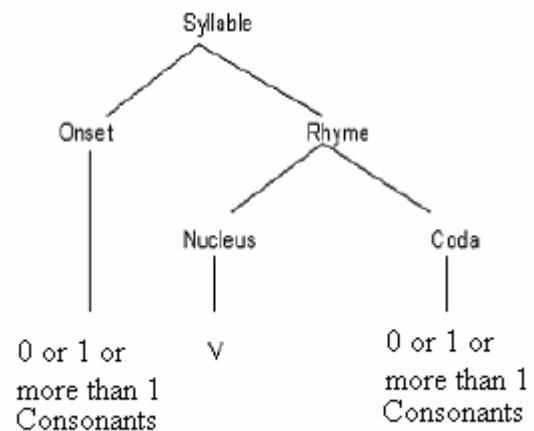 Syllable
Onset
Rhyme
Nucleus
Coda
0 or 1 or
more than 1
Consonants
V
0 or 1 or
more than 1
Consonants